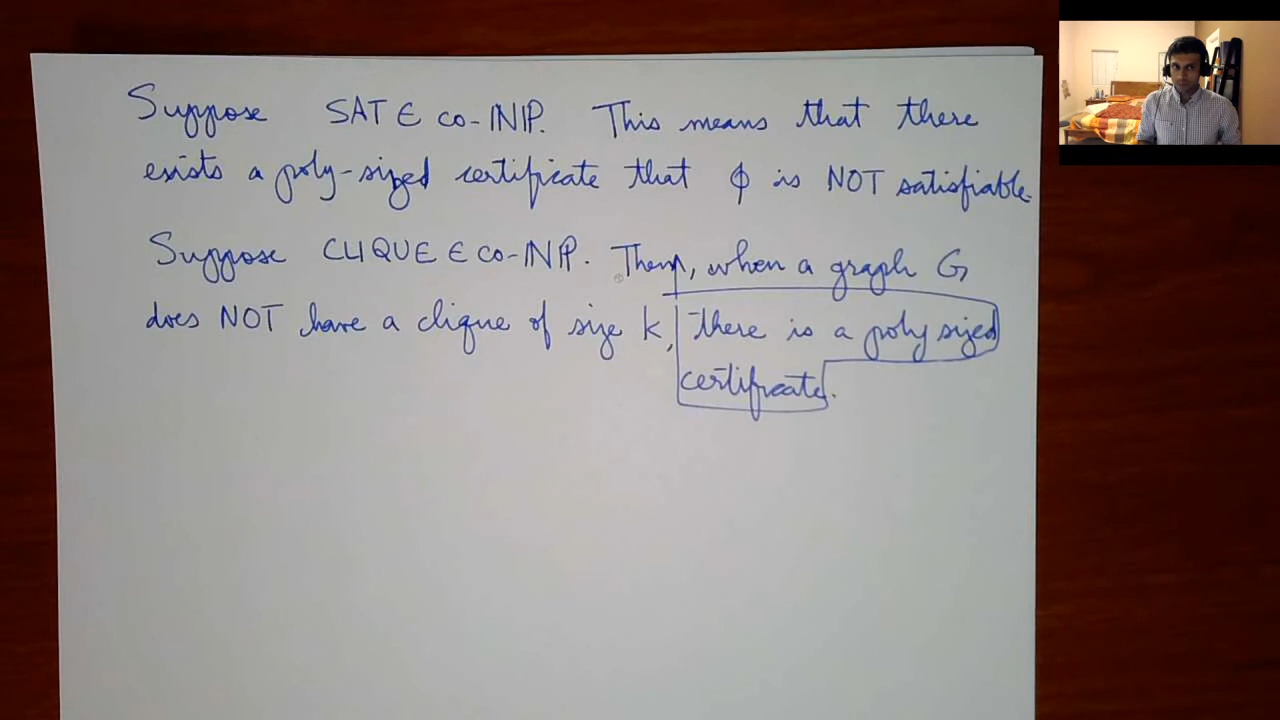 Suppose SAT ∈ co-NP. This means that there
exists a poly-sized certificate that ϕ is NOT satisfiable.
Suppose CLIQUE ∈ co-NP. Then, when a graph G
does NOT have a clique of size k, there is a poly sized
certificate.